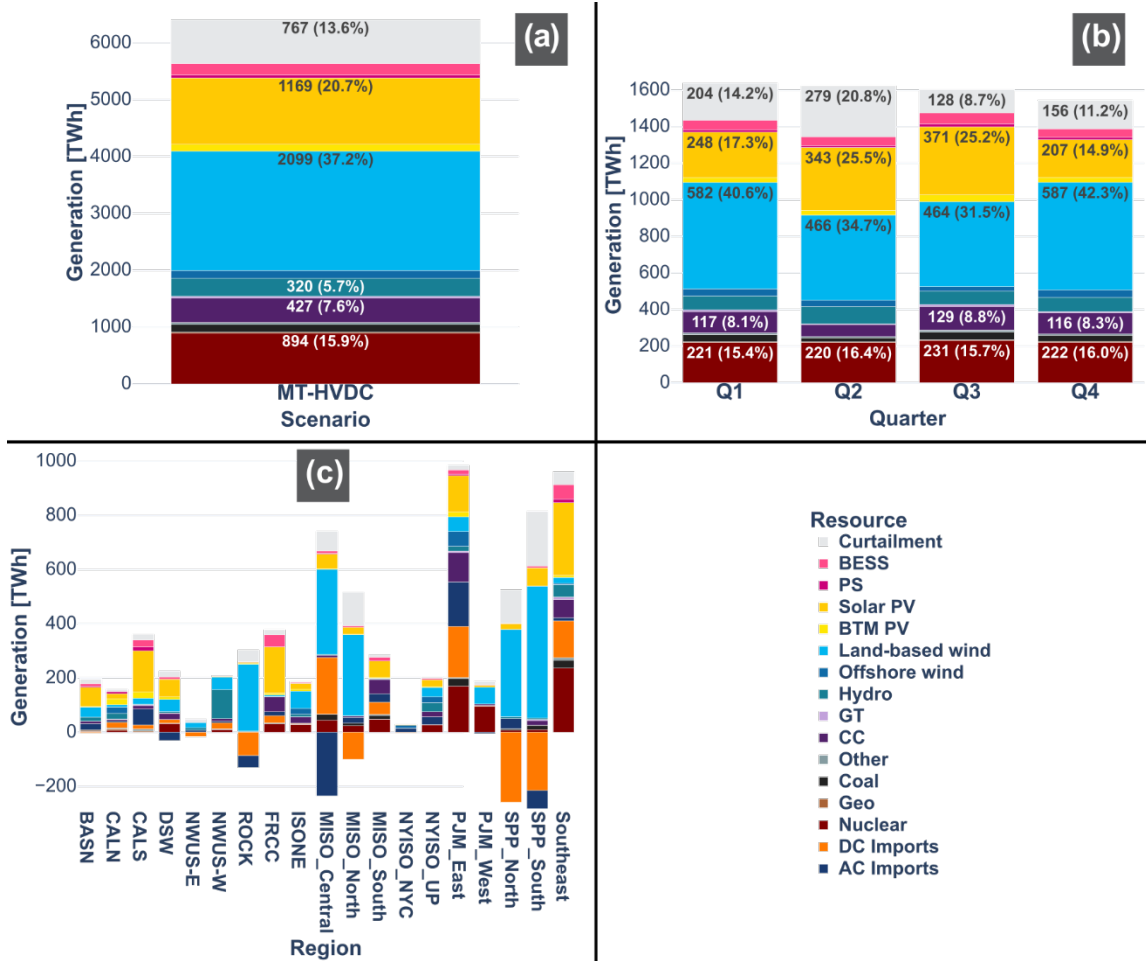 (a)
Generation [TWh]
6000
5000
4000
3000
2000
1000
0
767 (13.6%)
1169 (20.7%)
2099 (37.2%)
320 (5.7%)
427 (7.6%)
894 (15.9%)
MT-HVDC
Scenario
(b)
Generation [TWh]
1600
1400
1200
1000
800
600
400
200
0
204 (14.2%)
248 (17.3%)
582 (40.6%)
117 (8.1%)
221 (15.4%)
279 (20.8%)
343 (25.5%)
466 (34.7%)
220 (16.4%)
128 (8.7%)
371 (25.2%)
464 (31.5%)
129 (8.8%)
231 (15.7%)
156 (11.2%)
207 (14.9%)
587 (42.3%)
116 (8.3%)
222 (16.0%)
Q1 Q2 Q3 Q4
Quarter
(c)
Generation [TWh]
1000
800
600
400
200
0
−200
BASN
CALN
CALS
DSW
NWUS-E
NWUS-W
ROCK
FRCC
ISONE
MISO_Central
MISO_North
MISO_South
NYISO_NYC
NYISO_UP
PJM_East
PJM_West
SPP_North
SPP_South
Southeast
Region
Resource
Curtailment
BESS
PS
Solar PV
BTM PV
Land-based wind
Offshore wind
Hydro
GT
CC
Other
Coal
Geo
Nuclear
DC Imports
AC Imports